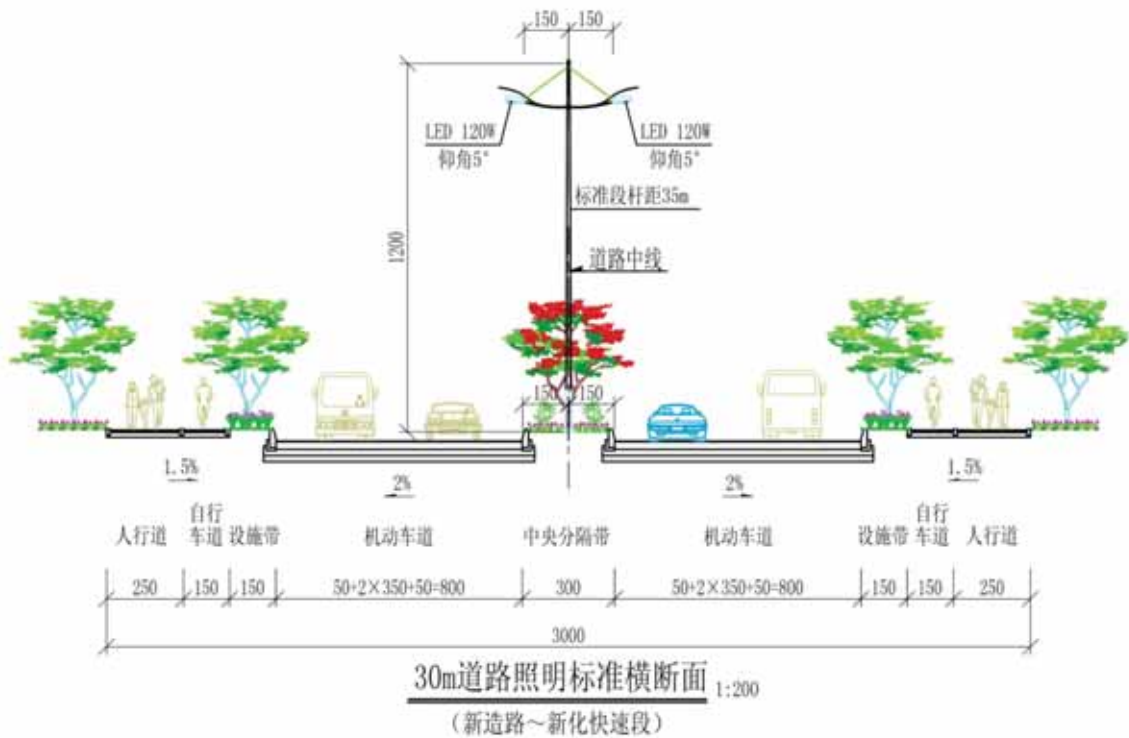 150 150
LED 120W
仰角5°
LED 120W
仰角5°
标准段杆距35m
1200
道路中线
150 150
1.5%
2%
2%
1.5%
人行道
自行
车道
设施带
机动车道
中央分隔带
机动车道
设施带
自行
车道
人行道
250 150 150 50+2×350+50=800 300 50+2×350+50=800 150 150 250
3000
30m道路照明标准横断面 1:200
(新造路~新化快速段)